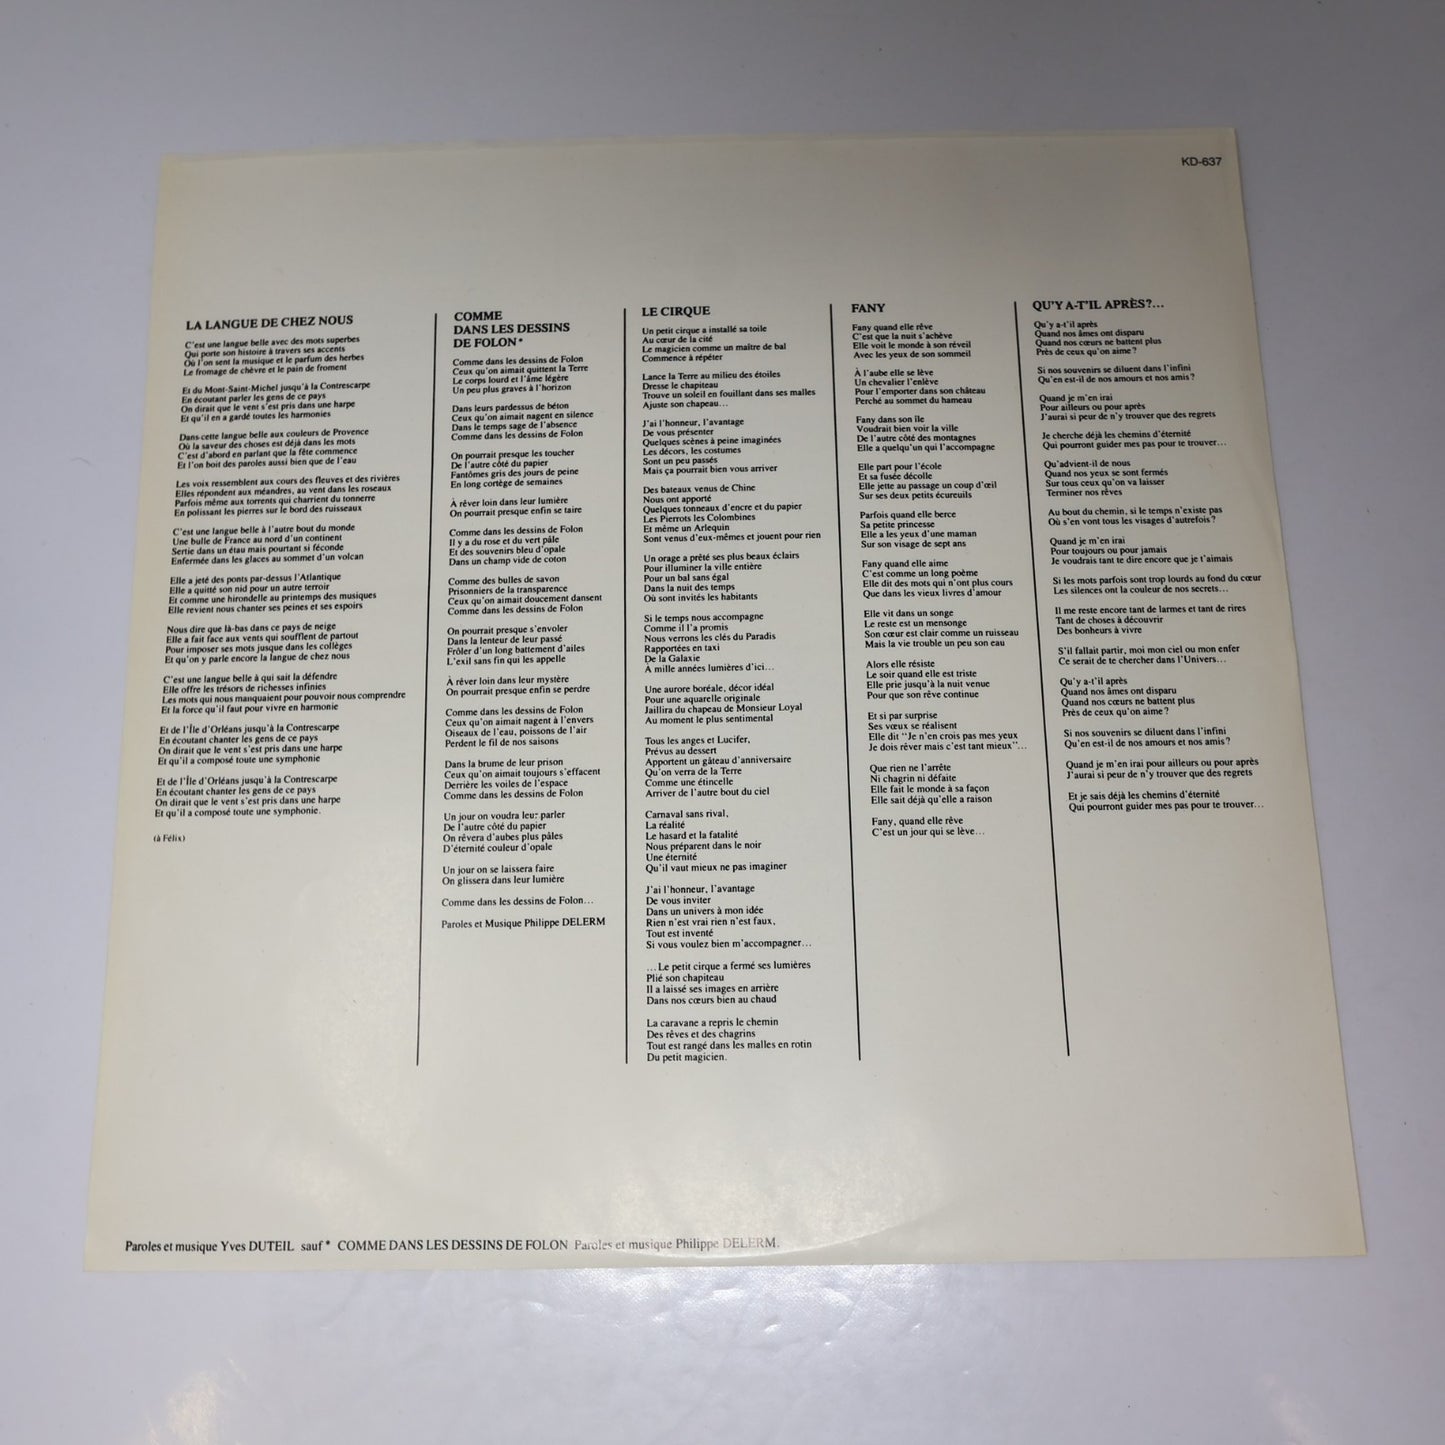 KD-637
LA LANGUE DE CHEZ NOUS
C'est une langue belle avec des mots superbes
Qui porte son histoire à travers ses accents
Où l'on sent la musique et le parfum des herbes
Le fromage de chèvre et le pain de froment
Et du Mont-Saint-Michel jusqu'à la Contrescarpe
En écoutant parler les gens de ce pays
On dirait que le vent s'est pris dans une harpe
Et qu'il en a gardé toutes les harmonies
Dans cette langue belle aux couleurs de Provence
Où la saveur des choses est déjà dans les mots
C'est d'abord en parlant que la fête commence
Et l'on boit des paroles aussi bien que de l'eau
Les voix ressemblent aux cours des fleuves et des rivières
Elles répondent aux méandres, au vent dans les roseaux
Parfois même aux torrents qui charrient du tonnerre
En polissant les pierres sur le bord des ruisseaux
C'est une langue belle à l'autre bout du monde
Une bulle de France au nord d'un continent
Sertie dans un étau mais pourtant si féconde
Enfermée dans les glaces au sommet d'un volcan
Elle a jeté des ponts par-dessus l'Atlantique
Elle a quitté son nid pour un autre terroir
Et comme une hirondelle au printemps des musiques
Elle revient nous chanter ses peines et ses espoirs
Nous dire que là-bas dans ce pays de neige
Elle a fait face aux vents qui soufflent de partout
Pour imposer ses mots jusque dans les collèges
Et qu'on y parle encore la langue de chez nous
C'est une langue belle à qui sait la défendre
Elle offre les trésors de richesses infinies
Les mots qui nous manquaient pour pouvoir nous comprendre
Et la force qu'il faut pour vivre en harmonie
Et de l'Île d'Orléans jusqu'à la Contrescarpe
En écoutant chanter les gens de ce pays
On dirait que le vent s'est pris dans une harpe
Et qu'il a composé toute une symphonie
Et de l'Île d'Orléans jusqu'à la Contrescarpe
En écoutant chanter les gens de ce pays
On dirait que le vent s'est pris dans une harpe
Et qu'il a composé toute une symphonie.
(à Félix)
COMME
DANS LES DESSINS
DE FOLON*
Comme dans les dessins de Folon
Ceux qu'on aimait quittent la Terre
Le corps lourd et l'âme légère
Un peu plus graves à l'horizon
Dans leurs pardessus de béton
Ceux qu'on aimait nagent en silence
Dans le temps sage de l'absence
Comme dans les dessins de Folon
On pourrait presque les toucher
De l'autre côté du papier
Fantômes gris des jours de peine
En long cortège de semaines
À rêver loin dans leur lumière
On pourrait presque enfin se taire
Comme dans les dessins de Folon
Il y a du rose et du vert pâle
Et des souvenirs bleu d'opale
Dans un champ vide de coton
Comme des bulles de savon
Prisonniers de la transparence
Ceux qu'on aimait doucement dansent
Comme dans les dessins de Folon
On pourrait presque s'envoler
Dans la lenteur de leur passé
Frôler d'un long battement d'ailes
L'exil sans fin qui les appelle
À rêver loin dans leur mystère
On pourrait presque enfin se perdre
Comme dans les dessins de Folon
Ceux qu'on aimait nagent à l'envers
Oiseaux de l'eau, poissons de l'air
Perdent le fil de nos saisons
Dans la brume de leur prison
Ceux qu'on aimait toujours s'effacent
Derrière les voiles de l'espace
Comme dans les dessins de Folon
Un jour on voudra leur parler
De l'autre côté du papier
On rêvera d'aubes plus pâles
D'éternité couleur d'opale
Un jour on se laissera faire
On glissera dans leur lumière
Comme dans les dessins de Folon...
Paroles et Musique Philippe DELERM
LE CIRQUE
Un petit cirque a installé sa toile
Au cœur de la cité
Le magicien comme un maître de bal
Commence à répéter
Lance la Terre au milieu des étoiles
Dresse le chapiteau
Trouve un soleil en fouillant dans ses malles
Ajuste son chapeau...
J'ai l'honneur, l'avantage
De vous présenter
Quelques scènes à peine imaginées
Les décors, les costumes
Sont un peu passés
Mais ça pourrait bien vous arriver
Des bateaux venus de Chine
Nous ont apporté
Quelques tonneaux d'encre et du papier
Les Pierrots les Colombines
Et même un Arlequin
Sont venus d'eux-mêmes et jouent pour rien
Un orage a prêté ses plus beaux éclairs
Pour illuminer la ville entière
Pour un bal sans égal
Dans la nuit des temps
Où sont invités les habitants
Si le temps nous accompagne
Comme il l'a promis
Nous verrons les clés du Paradis
Rapportées en taxi
De la Galaxie
A mille années lumières d'ici...
Une aurore boréale, décor idéal
Pour une aquarelle originale
Jaillira du chapeau de Monsieur Loyal
Au moment le plus sentimental
Tous les anges et Lucifer,
Prévus au dessert
Apportent un gâteau d'anniversaire
Qu'on verra de la Terre
Comme une étincelle
Arriver de l'autre bout du ciel
Carnaval sans rival,
La réalité
Le hasard et la fatalité
Nous préparent dans le noir
Une éternité
Qu'il vaut mieux ne pas imaginer
J'ai l'honneur, l'avantage
De vous inviter
Dans un univers à mon idée
Rien n'est vrai rien n'est faux,
Tout est inventé
Si vous voulez bien m'accompagner...
...Le petit cirque a fermé ses lumières
Plié son chapiteau
Il a laissé ses images en arrière
Dans nos cœurs bien au chaud
La caravane a repris le chemin
Des rêves et des chagrins
Tout est rangé dans les malles en rotin
Du petit magicien.
FANY
Fany quand elle rêve
C'est que la nuit s'achève
Elle voit le monde à son réveil
Avec les yeux de son sommeil
À l'aube elle se lève
Un chevalier l'enlève
Pour l'emporter dans son château
Perché au sommet du hameau
Fany dans son île
Voudrait bien voir la ville
De l'autre côté des montagnes
Elle a quelqu'un qui l'accompagne
Elle part pour l'école
Et sa fusée décolle
Elle jette au passage un coup d'œil
Sur ses deux petits écureuils
Parfois quand elle berce
Sa petite princesse
Elle a les yeux d'une maman
Sur son visage de sept ans
Fany quand elle aime
C'est comme un long poème
Elle dit des mots qui n'ont plus cours
Que dans les vieux livres d'amour
Elle vit dans un songe
Le reste est un mensonge
Son cœur est clair comme un ruisseau
Mais la vie trouble un peu son eau
Alors elle résiste
Le soir quand elle est triste
Elle prie jusqu'à la nuit venue
Pour que son rêve continue
Et si par surprise
Ses vœux se réalisent
Elle dit "Je n'en crois pas mes yeux
Je dois rêver mais c'est tant mieux"...
Que rien ne l'arrête
Ni chagrin ni défaite
Elle fait le monde à sa façon
Elle sait déjà qu'elle a raison
Fany, quand elle rêve
C'est un jour qui se lève...
QU'Y A-T'IL APRÈS?...
Qu'y a-t'il après
Quand nos âmes ont disparu
Quand nos cœurs ne battent plus
Près de ceux qu'on aime ?
Si nos souvenirs se diluent dans l'infini
Qu'en est-il de nos amours et nos amis ?
Quand je m'en irai
Pour ailleurs ou pour après
J'aurai si peur de n'y trouver que des regrets
Je cherche déjà les chemins d'éternité
Qui pourront guider mes pas pour te trouver...
Qu'advient-il de nous
Quand nos yeux se sont fermés
Sur tous ceux qu'on va laisser
Terminer nos rêves
Au bout du chemin, si le temps n'existe pas
Où s'en vont tous les visages d'autrefois ?
Quand je m'en irai
Pour toujours ou pour jamais
Je voudrais tant te dire encore que je t'aimais
Si les mots parfois sont trop lourds au fond du cœur
Les silences ont la couleur de nos secrets...
Il me reste encore tant de larmes et tant de rires
Tant de choses à découvrir
Des bonheurs à vivre
S'il fallait partir, moi mon ciel ou mon enfer
Ce serait de te chercher dans l'Univers...
Qu'y a-t'il après
Quand nos âmes ont disparu
Quand nos cœurs ne battent plus
Près de ceux qu'on aime ?
Si nos souvenirs se diluent dans l'infini
Qu'en est-il de nos amours et nos amis ?
Quand je m'en irai pour ailleurs ou pour après
J'aurai si peur de n'y trouver que des regrets
Et je sais déjà les chemins d'éternité
Qui pourront guider mes pas pour te trouver...
Paroles et musique Yves DUTEIL sauf* COMME DANS LES DESSINS DE FOLON Paroles et musique Philippe DELERM.